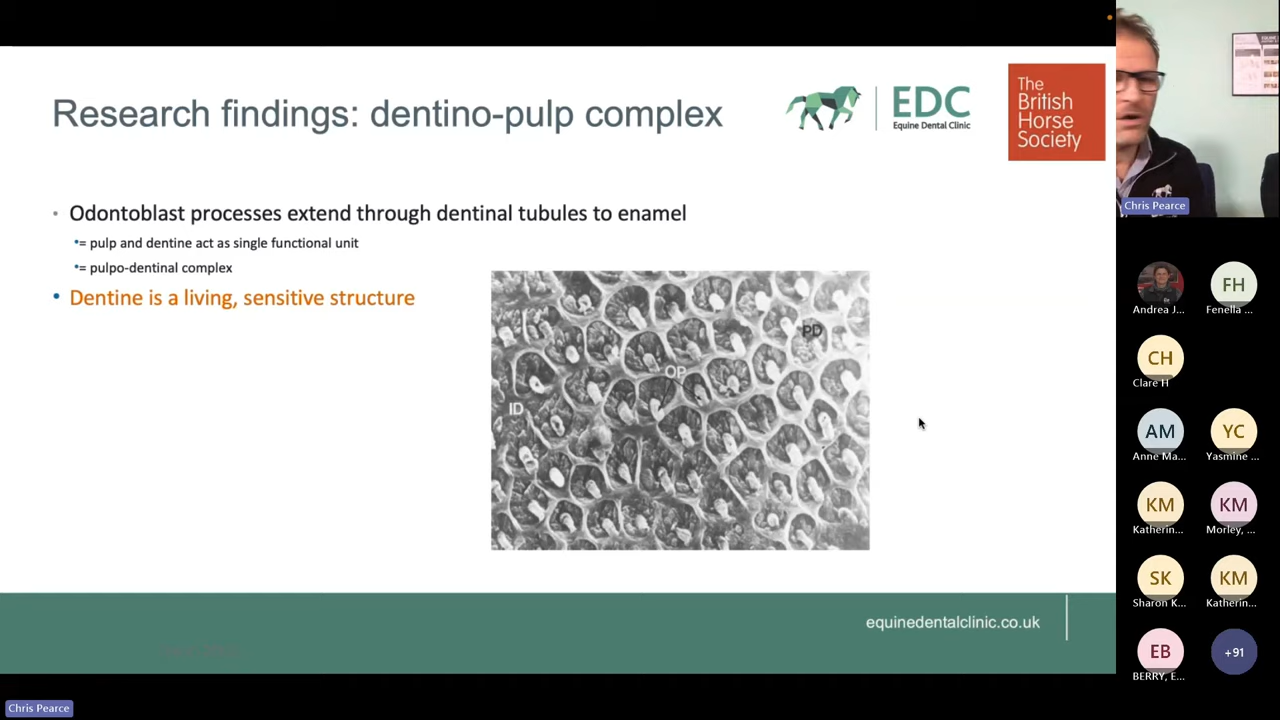 Research findings: dentino-pulp complex
EDC
Equine Dental Clinic
The
British
Horse
Society
• Odontoblast processes extend through dentinal tubules to enamel
•= pulp and dentine act as single functional unit
•= pulpo-dentinal complex
• Dentine is a living, sensitive structure
PD
OP
ID
equinedentalclinic.co.uk
Chris Pearce
Andrea J...
FH
Fenella ...
CH
Clare H
AM
Anne Ma...
YC
Yasmine ...
KM
Katherin...
KM
Morley, ...
SK
Sharon K...
KM
Katherin...
EB
BERRY, E...
+91
Chris Pearce